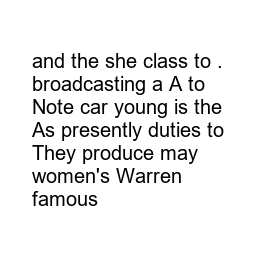 and the she class to .
broadcasting a A to
Note car young is the
As presently duties to
They produce may
women's Warren
famous